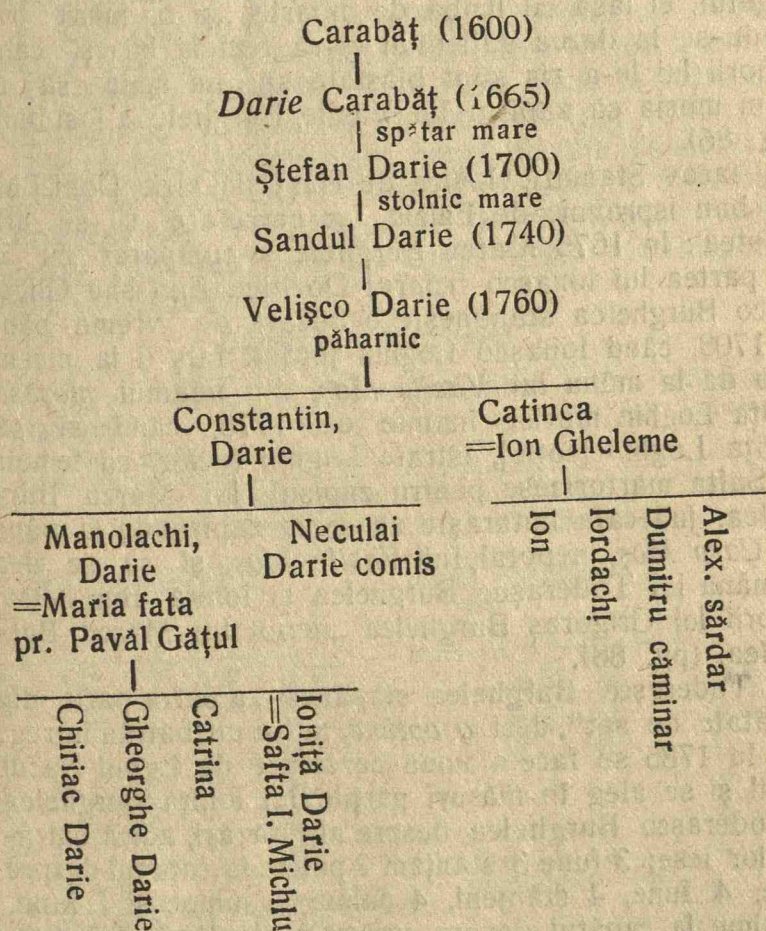 Carabăț (1600)
Darie Carabăț (1665)
spătar mare
Ștefan Darie (1700)
stolnic mare
Sandul Darie (1740)
Velișco Darie (1760)
păharnic
Constantin,
Darie
Catinca
=Ion Gheleme
Manolachi,
Darie
=Maria fata
pr. Pavăl Gățul
Neculai
Darie comis
Ion
Iordachi
Dumitru căminar
Alex. sărdar
Chiriac Darie
Gheorghe Darie
Catrina
Ioniță Darie
=Safta I. Michlu